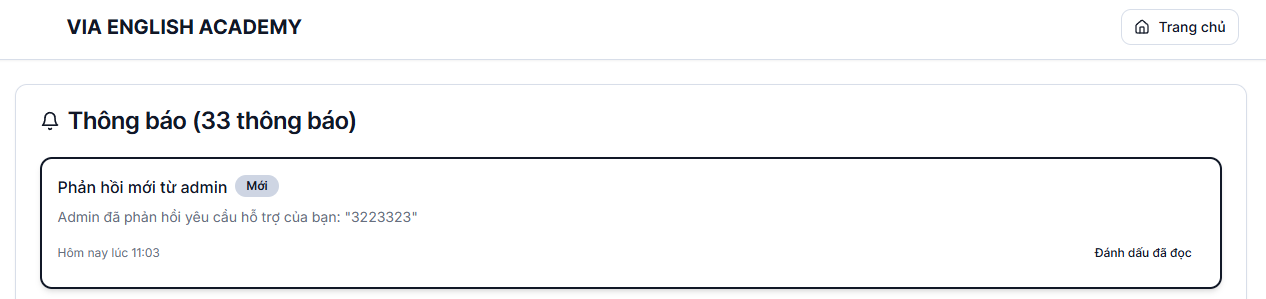 VIA ENGLISH ACADEMY
Trang chủ
Thông báo (33 thông báo)
Phản hồi mới từ admin Mới
Admin đã phản hồi yêu cầu hỗ trợ của bạn: "3223323"
Hôm nay lúc 11:03
Đánh dấu đã đọc